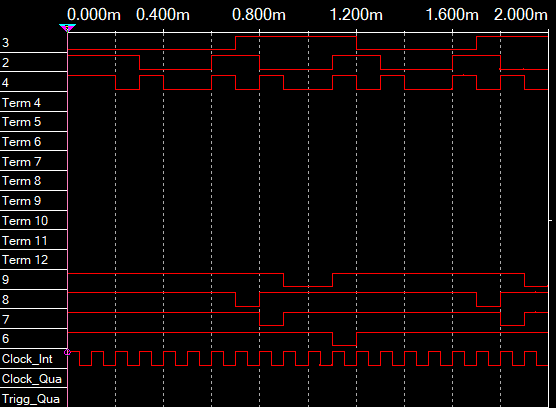 0.000m 0.400m 0.800m 1.200m 1.600m 2.000m
3
2
4
Term 4
Term 5
Term 6
Term 7
Term 8
Term 9
Term 10
Term 11
Term 12
9
8
7
6
Clock_Int
Clock_Qua
Trigg_Qua